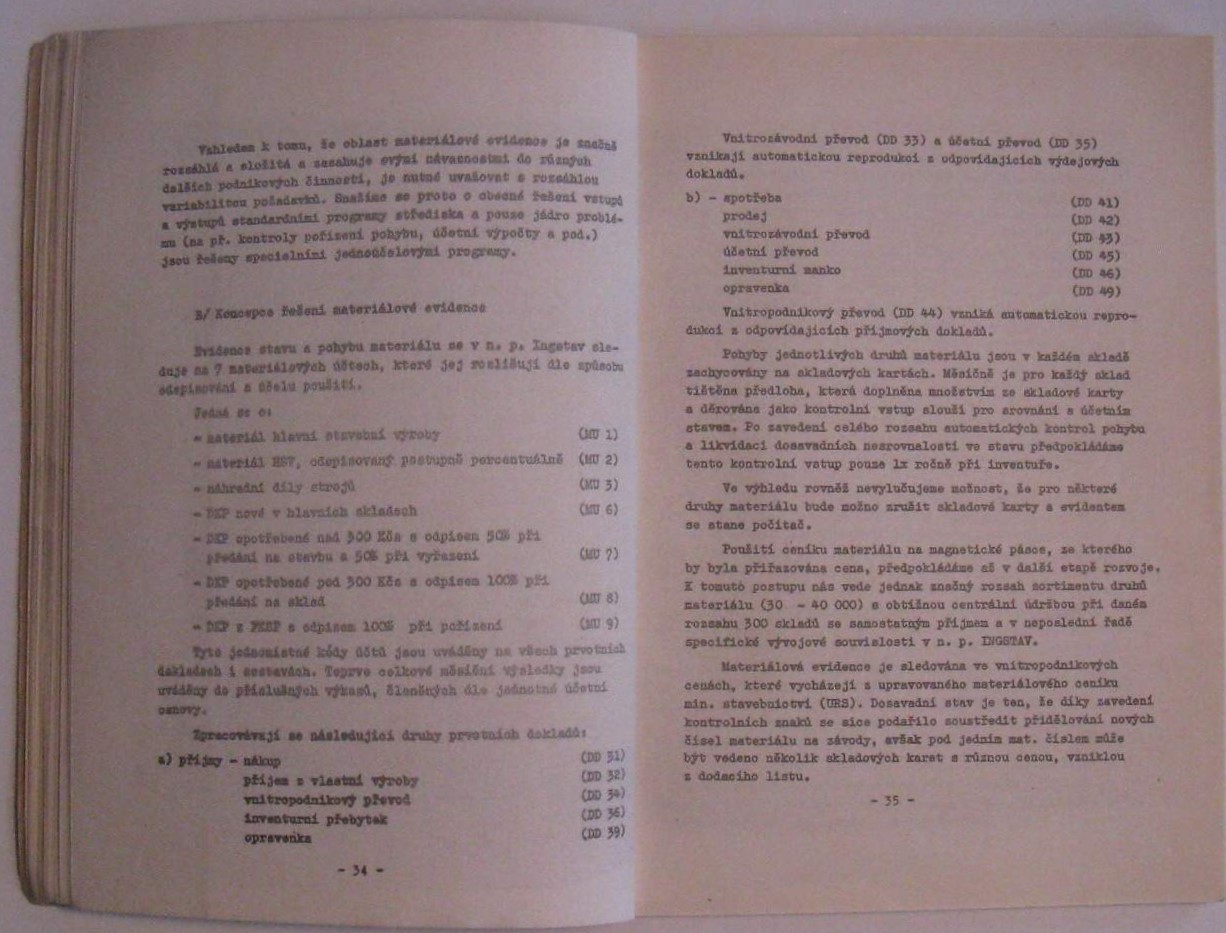 Vzhledem k tomu, že oblast materiálové evidence je značně
rozsáhlá a složitá a zasahuje svými návaznostmi do různých
dalších podnikových činností, je nutné uvažovat s rozsáhlou
variabilitou požadavků. Snažíme se proto o obecné řešení vstupů
a výstupů standardními programy střediska a pouze jádro problé-
mu (na př. kontroly pořízení pohybu, účetní výpočty a pod.)
jsou řešeny specielními jednoúčelovými programy.
B/ Koncepce řešení materiálové evidence
Evidence stavu a pohybu materiálu se v n. p. Ingstav sle-
duje na 7 materiálových účtech, které jej rozlišují dle způsobu
odepisování a účelu použití.
Jedná se o:
- materiál hlavní stavební výroby (MU 1)
- materiál HSV, odepisovaný postupně percentuálně (MU 2)
- náhradní díly strojů (MU 3)
- DKP nové v hlavních skladech (MU 6)
- DKP opotřebené nad 300 Kčs s odpisem 50% při
předání na stavbu a 50% při vyřazení (MU 7)
- DKP opotřebené pod 300 Kčs s odpisem 100% při
předání na sklad (MU 8)
- DKP z s odpisem 100% při pořízení (MU 9)
Tyto jednomístné kódy účtů jsou uváděny na všech prvotních
dokladech i sestavách. Teprve celkové měsíční výsledky jsou
uváděny do příslušných výkazů, členěných dle jednotné účetní
osnovy.
Zpracovávají se následující druhy prvotních dokladů:
a) příjmy - nákup (DD 31)
příjem z vlastní výroby (DD 32)
vnitropodnikový převod (DD 34)
inventurní přebytek (DD 36)
opravenka (DD 39)
- 34 -
Vnitrozávodní převod (DD 33) a účetní převod (DD 35)
vznikají automatickou reprodukcí z odpovídajících výdejových
dokladů.
b) - spotřeba (DD 41)
prodej (DD 42)
vnitrozávodní převod (DD 43)
účetní převod (DD 45)
inventurní manko (DD 46)
opravenka (DD 49)
Vnitropodnikový převod (DD 44) vzniká automatickou repro-
dukcí z odpovídajících příjmových dokladů.
Pohyby jednotlivých druhů materiálu jsou v každém skladě
zachycovány na skladových kartách. Měsíčně je pro každý sklad
tištěna předloha, která doplněna množstvím ze skladové karty
a děrována jako kontrolní vstup slouží pro srovnání s účetním
stavem. Po zavedení celého rozsahu automatických kontrol pohybu
a likvidaci dosavadních nesrovnalostí ve stavu předpokládáme
tento kontrolní vstup pouze 1x ročně při inventuře.
Ve výhledu rovněž nevylučujeme možnost, že pro některé
druhy materiálu bude možno zrušit skladové karty a evidentem
se stane počítač.
Použití ceníku materiálu na magnetické pásce, ze kterého
by byla přiřazována cena, předpokládáme až v další etapě rozvoje.
K tomuto postupu nás vede jednak značný rozsah sortimentu druhů
materiálu (30 - 40 000) s obtížnou centrální údržbou při daném
rozsahu 300 skladů se samostatným příjmem a v neposlední řadě
specifické vývojové souvislosti v n. p. INGSTAV.
Materiálová evidence je sledována ve vnitropodnikových
cenách, které vycházejí z upravovaného materiálového ceníku
min. stavebnictví (URS). Dosavadní stav je ten, že díky zavedení
kontrolních znaků se sice podařilo soustředit přidělování nových
čísel materiálu na závody, avšak pod jedním mat. číslem může
být vedeno několik skladových karet s různou cenou, vzniklou
z dodacího listu.
- 35 -